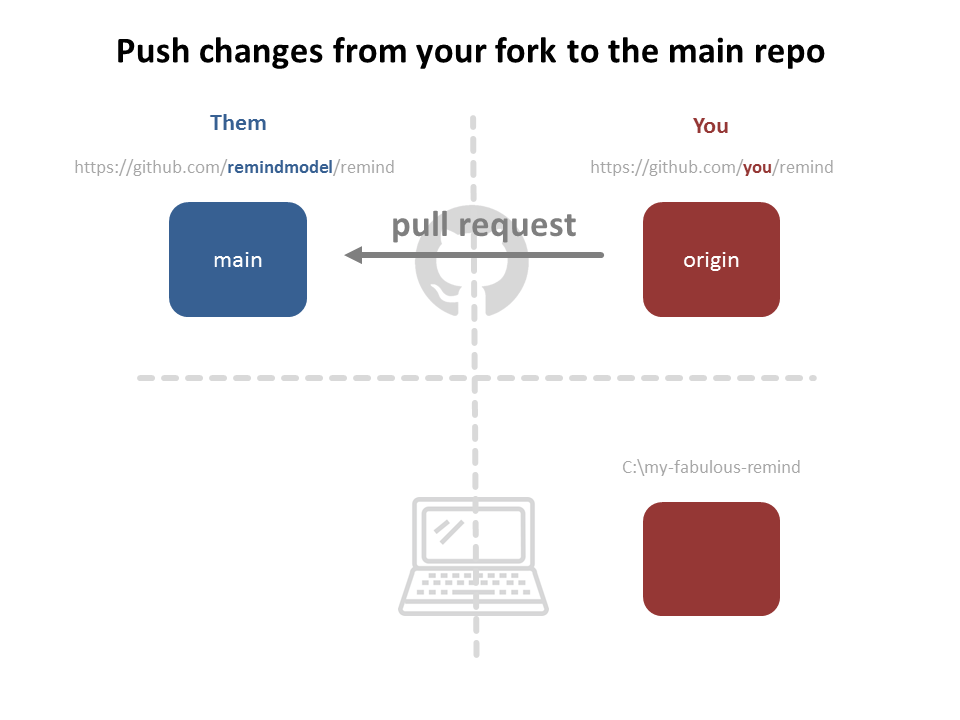 Push changes from your fork to the main repo
Them
You
https://github.com/remindmodel/remind
https://github.com/you/remind
pull request
main
origin
C:\my-fabulous-remind